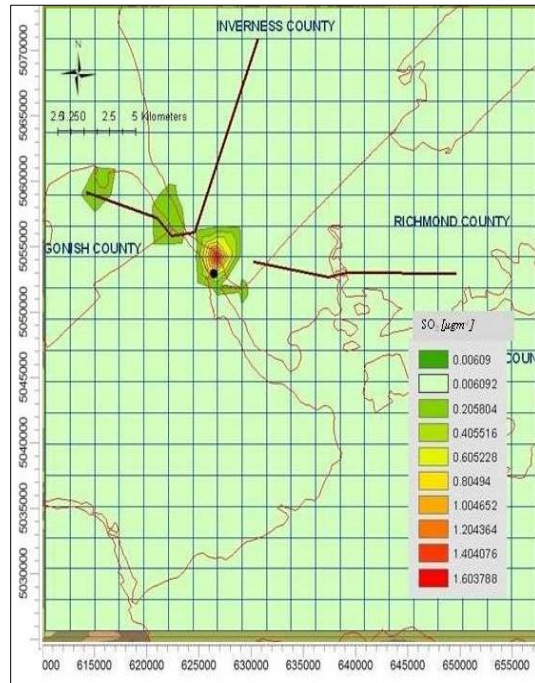 INVERNESS COUNTY
N
2.5 1.250 2.5 5 Kilometers
RICHMOND COUNTY
GONISH COUNTY
COUN
SO [µgm-]
0.00609
0.006092
0.205804
0.405516
0.605228
0.80494
1.004652
1.204364
1.404076
1.603788
5070000
5065000
5060000
5055000
5050000
5045000
5040000
5035000
5030000
000 615000 620000 625000 630000 635000 640000 645000 650000 655000